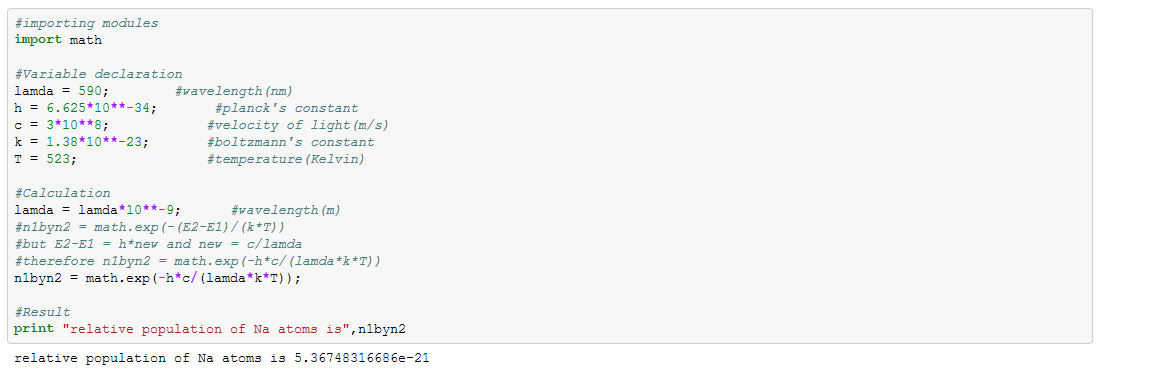 #importing modules
import math
#Variable declaration
lamda = 590;        #wavelength(nm)
h = 6.625*10**-34;       #planck's constant
c = 3*10**8;            #velocity of light(m/s)
k = 1.38*10**-23;       #boltzmann's constant
T = 523;                #temperature(Kelvin)
#Calculation
lamda = lamda*10**-9;      #wavelength(m)
#n1byn2 = math.exp(-(E2-E1)/(k*T))
#but E2-E1 = h*new and new = c/lamda
#therefore n1byn2 = math.exp(-h*c/(lamda*k*T))
n1byn2 = math.exp(-h*c/(lamda*k*T));
#Result
print "relative population of Na atoms is",n1byn2
relative population of Na atoms is 5.36748316686e-21